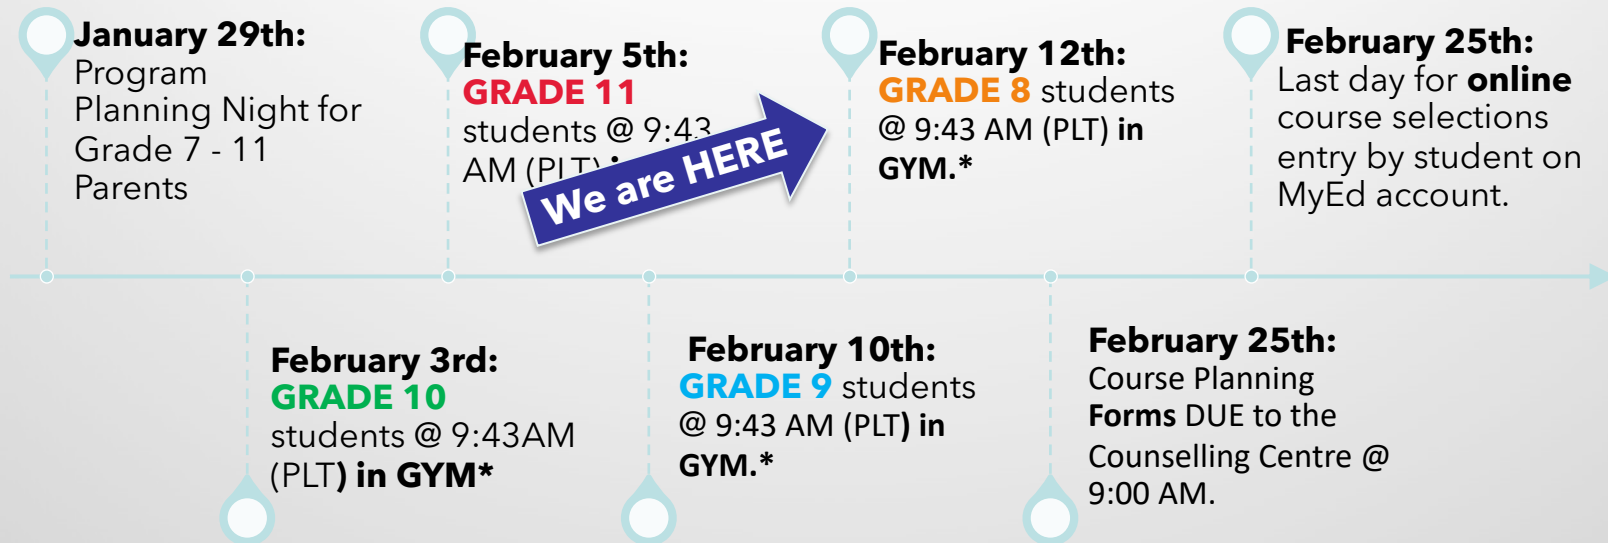 January 29th:
Program
Planning Night for
Grade 7 - 11
Parents
February 5th:
GRADE 11
students @ 9:43
AM (PLT)
We are HERE
February 12th:
GRADE 8 students
@ 9:43 AM (PLT) in
GYM.*
February 25th:
Last day for online
course selections
entry by student on
MyEd account.
February 3rd:
GRADE 10
students @ 9:43AM
(PLT) in GYM*
February 10th:
GRADE 9 students
@ 9:43 AM (PLT) in
GYM.*
February 25th:
Course Planning
Forms DUE to the
Counselling Centre @
9:00 AM.